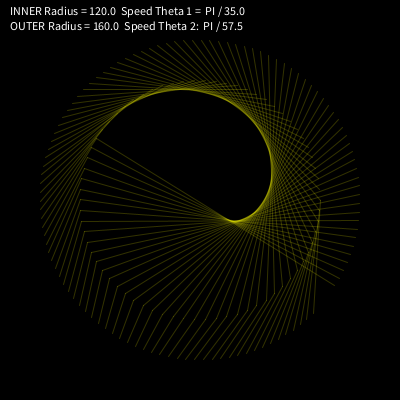 INNER Radius = 120.0  Speed Theta 1 =  PI / 35.0
OUTER Radius = 160.0  Speed Theta 2:  PI / 57.5